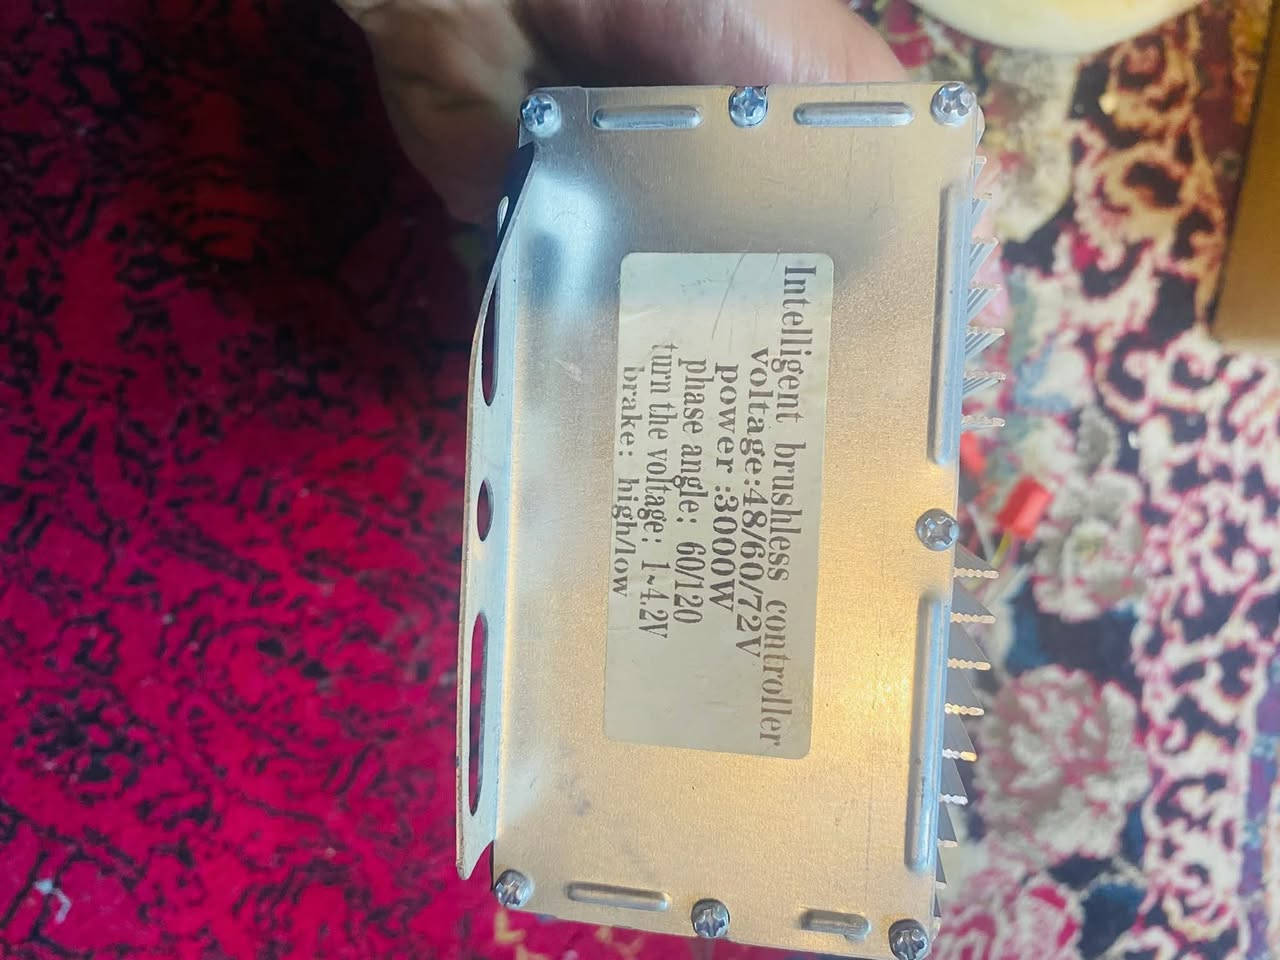 Intelligent brushless controller
voltage:48/60/72V
power:3000W
phase angle: 60/120
turn the voltage: 1~4.2V
brake: high/low